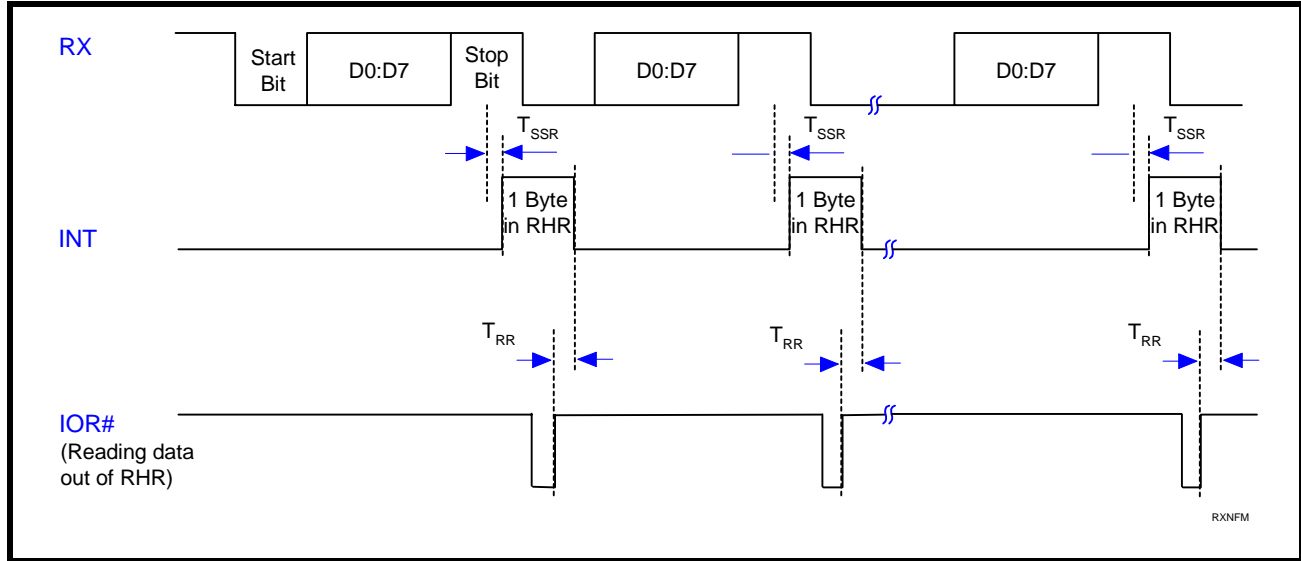 RX
Start
Bit
D0:D7
Stop
Bit
D0:D7
D0:D7
TSSR
TSSR
TSSR
INT
1 Byte
in RHR
1 Byte
in RHR
1 Byte
in RHR
TRR
TRR
TRR
IOR#
(Reading data
out of RHR)
RXNFM